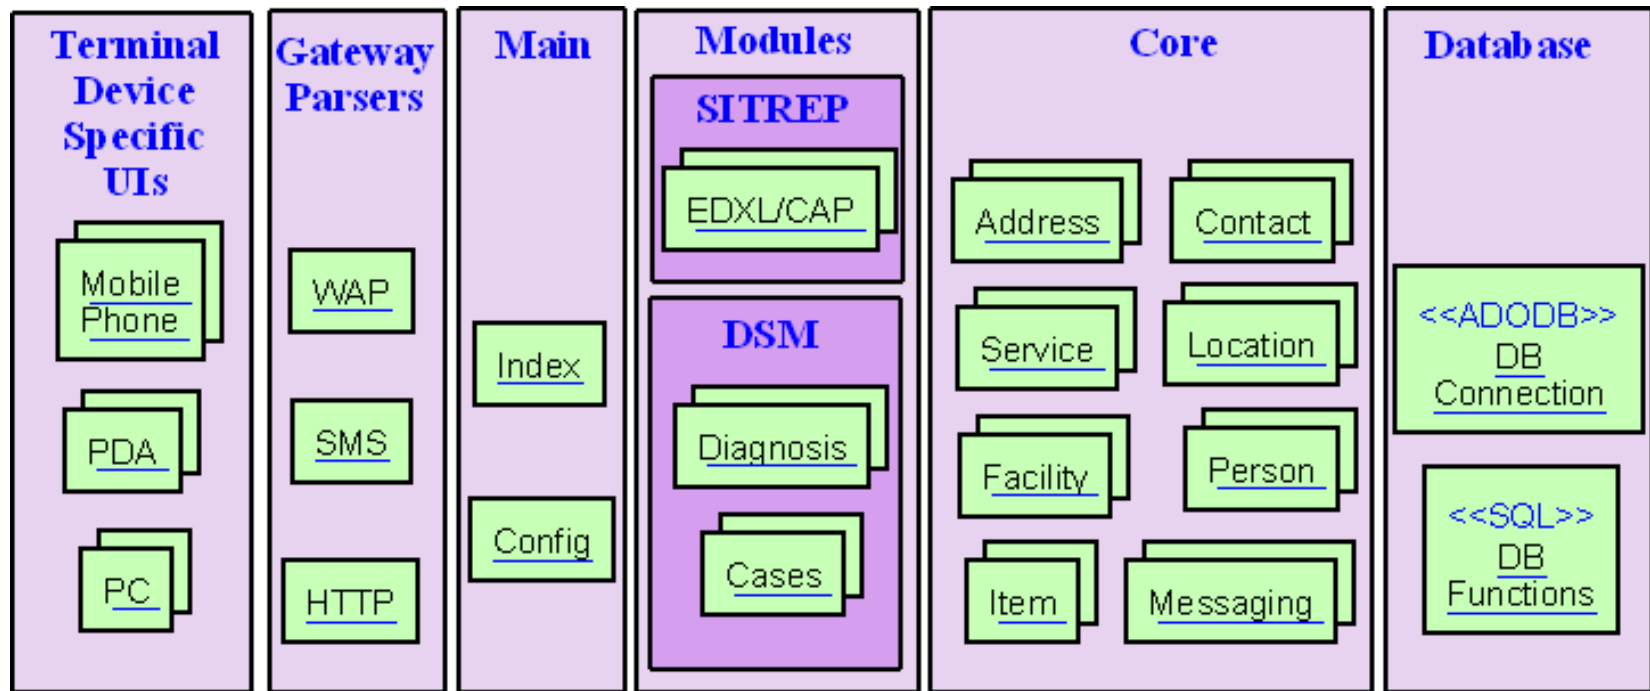 Terminal
Device
Specific
UIs
Mobile
Phone
PDA
PC
Gateway
Parsers
WAP
SMS
HTTP
Main
Index
Config
Modules
SITREP
EDXL/CAP
DSM
Diagnosis
Cases
Core
Address
Contact
Service
Location
Facility
Person
Item
Messaging
Database
<<ADODB>>
DB
Connection
<<SQL>>
DB
Functions